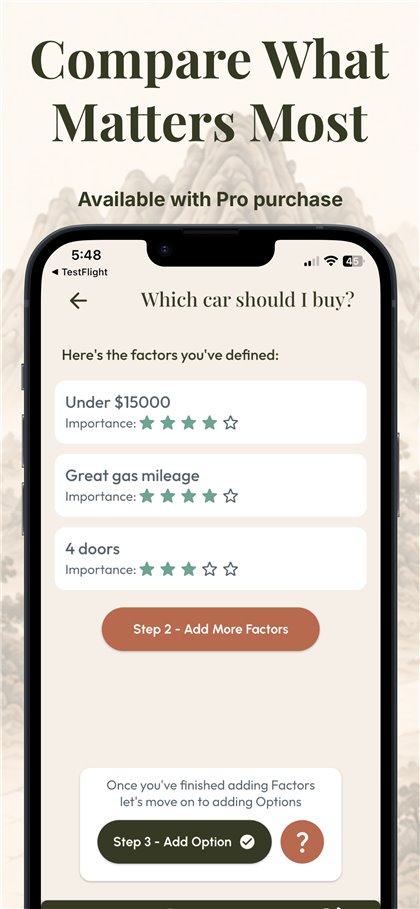 Compare What
Matters Most
Available with Pro purchase
5:48
45
◀ TestFlight
Which car should I buy?
Here's the factors you've defined:
Under $15000
Importance:
Great gas mileage
Importance:
4 doors
Importance:
Step 2 - Add More Factors
Once you've finished adding Factors
let's move on to adding Options
Step 3 - Add Option
?